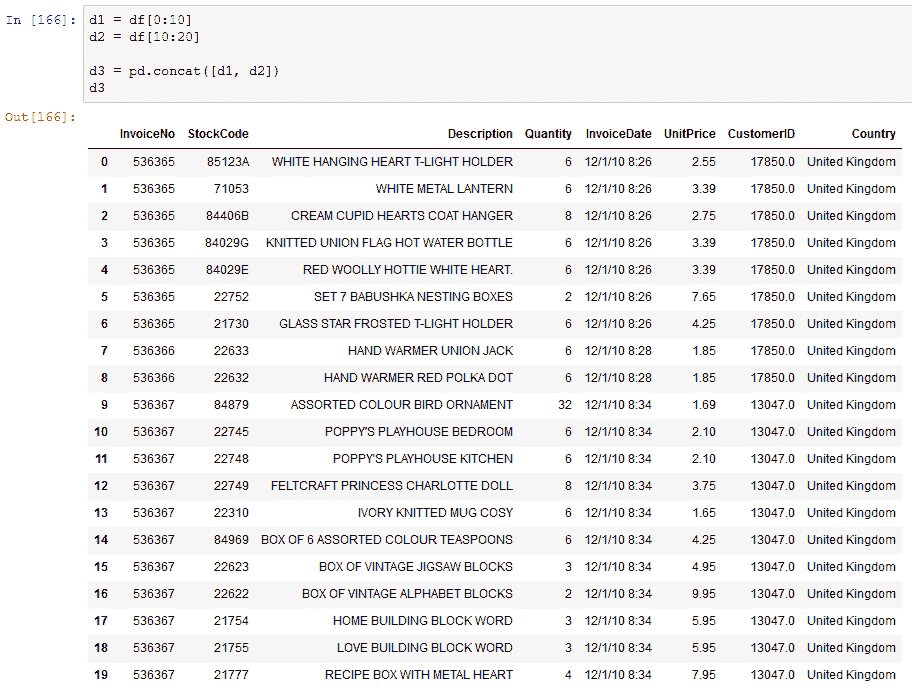 In [166]: d1 = df[0:10]
d2 = df[10:20]
d3 = pd.concat([d1, d2])
d3
Out[166]:
InvoiceNo StockCode Description Quantity InvoiceDate UnitPrice CustomerID Country
0 536365 85123A WHITE HANGING HEART T-LIGHT HOLDER 6 12/1/10 8:26 2.55 17850.0 United Kingdom
1 536365 71053 WHITE METAL LANTERN 6 12/1/10 8:26 3.39 17850.0 United Kingdom
2 536365 84406B CREAM CUPID HEARTS COAT HANGER 8 12/1/10 8:26 2.75 17850.0 United Kingdom
3 536365 84029G KNITTED UNION FLAG HOT WATER BOTTLE 6 12/1/10 8:26 3.39 17850.0 United Kingdom
4 536365 84029E RED WOOLLY HOTTIE WHITE HEART. 6 12/1/10 8:26 3.39 17850.0 United Kingdom
5 536365 22752 SET 7 BABUSHKA NESTING BOXES 2 12/1/10 8:26 7.65 17850.0 United Kingdom
6 536365 21730 GLASS STAR FROSTED T-LIGHT HOLDER 6 12/1/10 8:26 4.25 17850.0 United Kingdom
7 536366 22633 HAND WARMER UNION JACK 6 12/1/10 8:28 1.85 17850.0 United Kingdom
8 536366 22632 HAND WARMER RED POLKA DOT 6 12/1/10 8:28 1.85 17850.0 United Kingdom
9 536367 84879 ASSORTED COLOUR BIRD ORNAMENT 32 12/1/10 8:34 1.69 13047.0 United Kingdom
10 536367 22745 POPPY'S PLAYHOUSE BEDROOM 6 12/1/10 8:34 2.10 13047.0 United Kingdom
11 536367 22748 POPPY'S PLAYHOUSE KITCHEN 6 12/1/10 8:34 2.10 13047.0 United Kingdom
12 536367 22749 FELTCRAFT PRINCESS CHARLOTTE DOLL 8 12/1/10 8:34 3.75 13047.0 United Kingdom
13 536367 22310 IVORY KNITTED MUG COSY 6 12/1/10 8:34 1.65 13047.0 United Kingdom
14 536367 84969 BOX OF 6 ASSORTED COLOUR TEASPOONS 6 12/1/10 8:34 4.25 13047.0 United Kingdom
15 536367 22623 BOX OF VINTAGE JIGSAW BLOCKS 3 12/1/10 8:34 4.95 13047.0 United Kingdom
16 536367 22622 BOX OF VINTAGE ALPHABET BLOCKS 2 12/1/10 8:34 9.95 13047.0 United Kingdom
17 536367 21754 HOME BUILDING BLOCK WORD 3 12/1/10 8:34 5.95 13047.0 United Kingdom
18 536367 21755 LOVE BUILDING BLOCK WORD 3 12/1/10 8:34 5.95 13047.0 United Kingdom
19 536367 21777 RECIPE BOX WITH METAL HEART 4 12/1/10 8:34 7.95 13047.0 United Kingdom